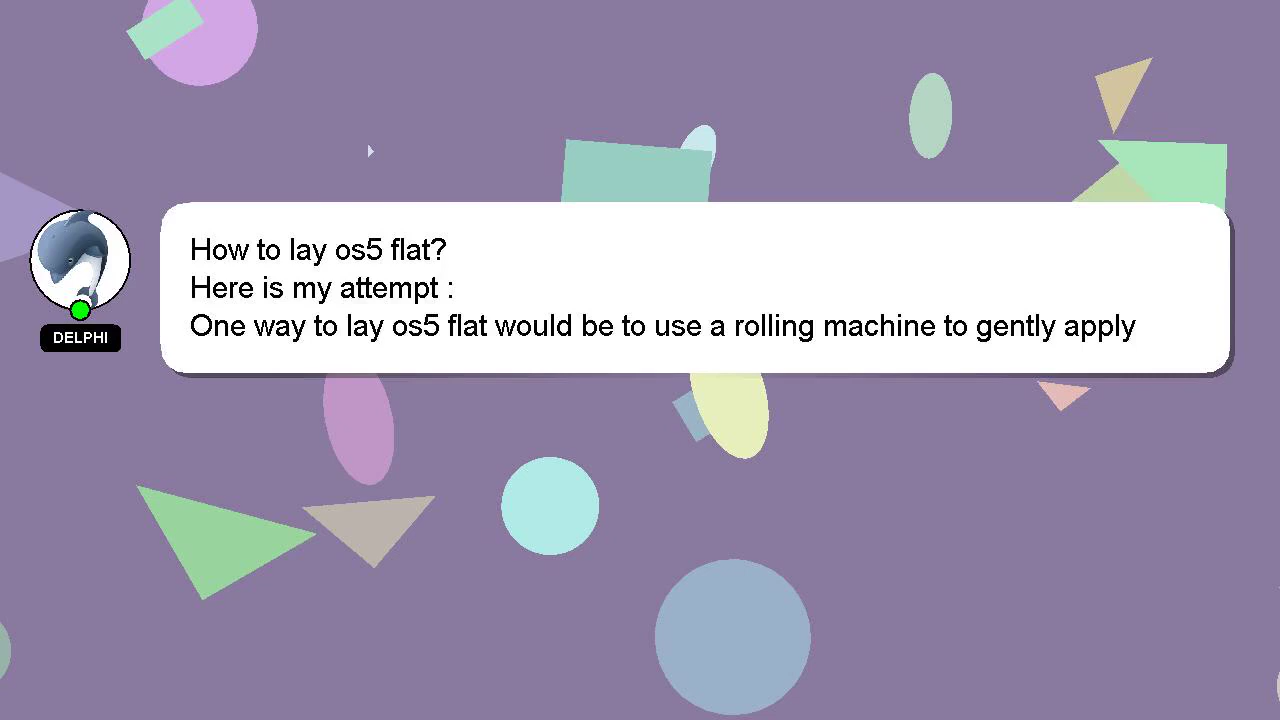 How to lay os5 flat?
Here is my attempt :
One way to lay os5 flat would be to use a rolling machine to gently apply
DELPHI